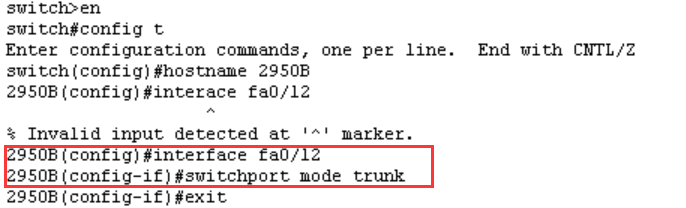 switch>en
switch#config t
Enter configuration commands, one per line.  End with CNTL/Z
switch(config)#hostname 2950B
2950B(config)#interace fa0/12
^
% Invalid input detected at '^' marker.
2950B(config)#interface fa0/12
2950B(config-if)#switchport mode trunk
2950B(config-if)#exit